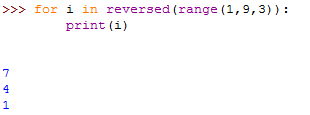 >>> for i in reversed(range(1,9,3)):
        print(i)
7
4
1